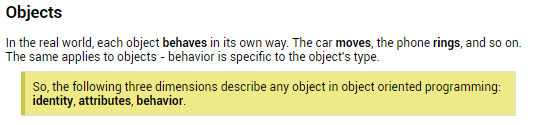 Objects
In the real world, each object behaves in its own way. The car moves, the phone rings, and so on.
The same applies to objects - behavior is specific to the object's type.
So, the following three dimensions describe any object in object oriented programming:
identity, attributes, behavior.